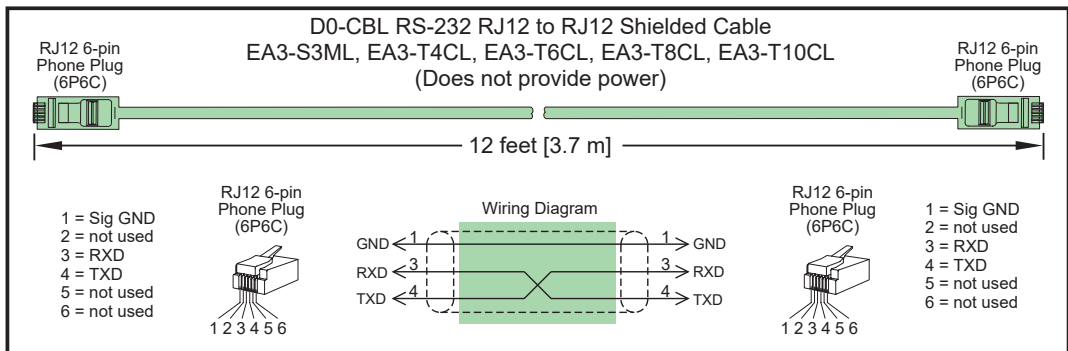 D0-CBL RS-232 RJ12 to RJ12 Shielded Cable
EA3-S3ML, EA3-T4CL, EA3-T6CL, EA3-T8CL, EA3-T10CL
(Does not provide power)
RJ12 6-pin
Phone Plug
(6P6C)
RJ12 6-pin
Phone Plug
(6P6C)
12 feet [3.7 m]
1 = Sig GND
2 = not used
3 = RXD
4 = TXD
5 = not used
6 = not used
RJ12 6-pin
Phone Plug
(6P6C)
1 2 3 4 5 6
Wiring Diagram
GND 1 1 GND
RXD 3 3 RXD
TXD 4 4 TXD
RJ12 6-pin
Phone Plug
(6P6C)
1 2 3 4 5 6
1 = Sig GND
2 = not used
3 = RXD
4 = TXD
5 = not used
6 = not used